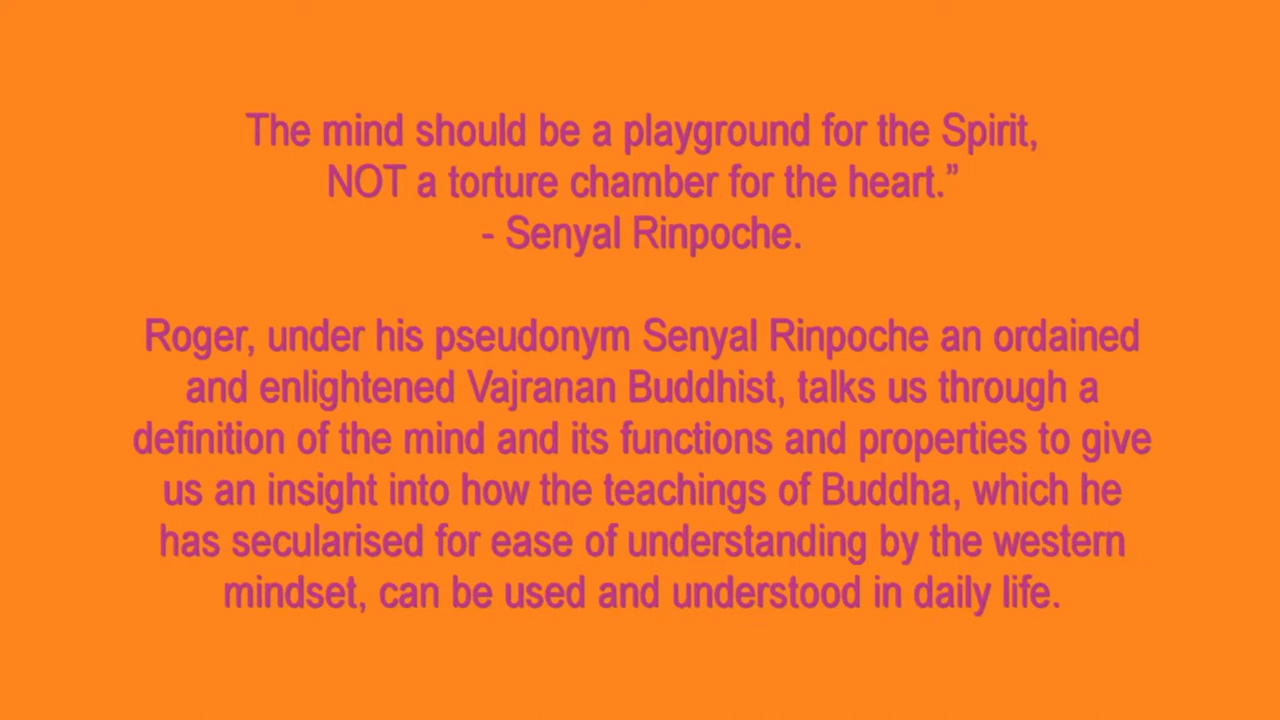 The mind should be a playground for the Spirit,
NOT a torture chamber for the heart.”
- Senyal Rinpoche.
Roger, under his pseudonym Senyal Rinpoche an ordained
and enlightened Vajranan Buddhist, talks us through a
definition of the mind and its functions and properties to give
us an insight into how the teachings of Buddha, which he
has secularised for ease of understanding by the western
mindset, can be used and understood in daily life.